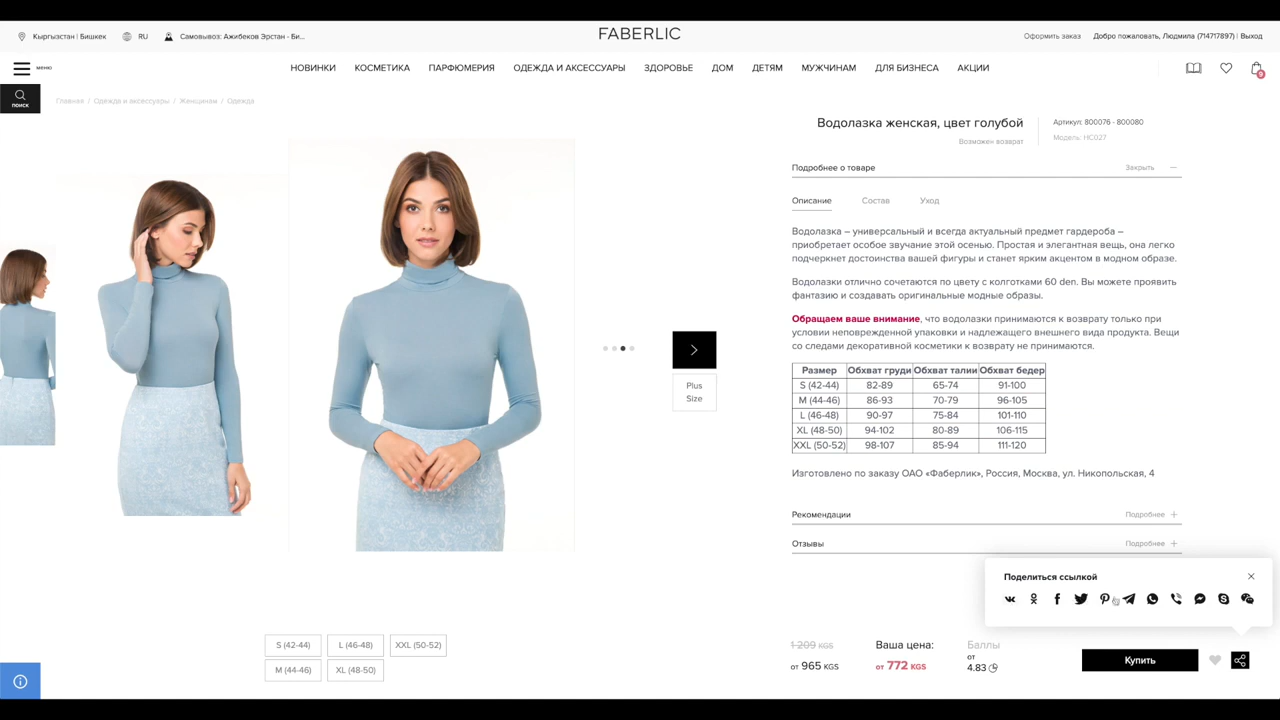 Кыргызстан | Бишкек
RU
Самовывоз: Ажибеков Эрстан - Би...
FABERLIC
Оформить заказ
Добро пожаловать, Людмила (714717897) | Выход
меню
НОВИНКИ КОСМЕТИКА ПАРФЮМЕРИЯ ОДЕЖДА И АКСЕССУАРЫ ЗДОРОВЬЕ ДОМ ДЕТЯМ МУЖЧИНАМ ДЛЯ БИЗНЕСА АКЦИИ
0
поиск
Главная / Одежда и аксессуары / Женщинам / Одежда
Водолазка женская, цвет голубой
Возможен возврат
Артикул: 800076 - 800080
Модель: HC027
Подробнее о товаре
Закрыть
Описание Состав Уход
Водолазка – универсальный и всегда актуальный предмет гардероба –
приобретает особое звучание этой осенью. Простая и элегантная вещь, она легко
подчеркнет достоинства вашей фигуры и станет ярким акцентом в модном образе.
Водолазки отлично сочетаются по цвету с колготками 60 den. Вы можете проявить
фантазию и создавать оригинальные модные образы.
Обращаем ваше внимание, что водолазки принимаются к возврату только при
условии неповрежденной упаковки и надлежащего внешнего вида продукта. Вещи
со следами декоративной косметики к возврату не принимаются.
Размер Обхват груди Обхват талии Обхват бедер
S (42-44) 82-89 65-74 91-100
M (44-46) 86-93 70-79 96-105
L (46-48) 90-97 75-84 101-110
XL (48-50) 94-102 80-89 106-115
XXL (50-52) 98-107 85-94 111-120
Изготовлено по заказу ОАО «Фаберлик», Россия, Москва, ул. Никопольская, 4
Plus
Size
Рекомендации
Подробнее
Отзывы
Подробнее
Поделиться ссылкой
S (42-44) L (46-48) XXL (50-52)
M (44-46) XL (48-50)
1 209 KGS
от 965 KGS
Ваша цена:
от 772 KGS
Баллы
от
4.83
Купить